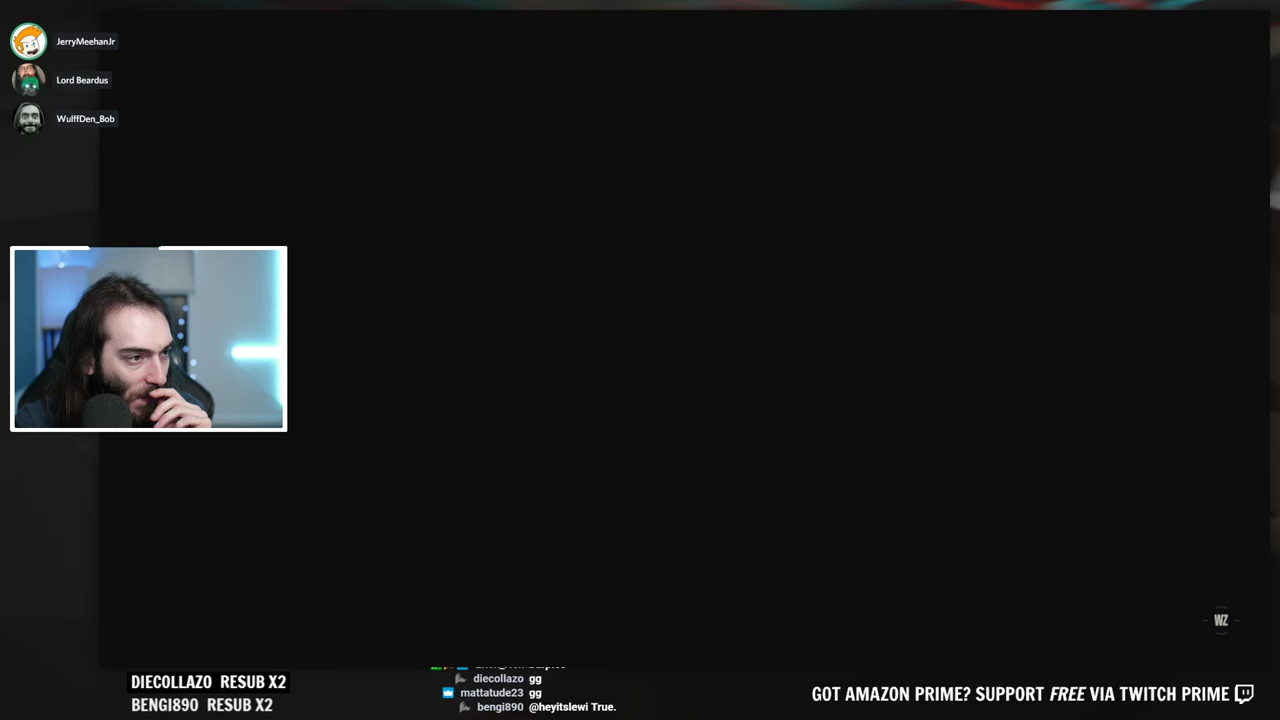 JerryMeehanJr
Lord Beardus
WulffDen_Bob
WZ
DIECOLLAZO RESUB X2
BENGI890 RESUB X2
diecollazo gg
mattatude23 gg
bengi890 @heyitslewi True.
GOT AMAZON PRIME? SUPPORT FREE VIA TWITCH PRIME